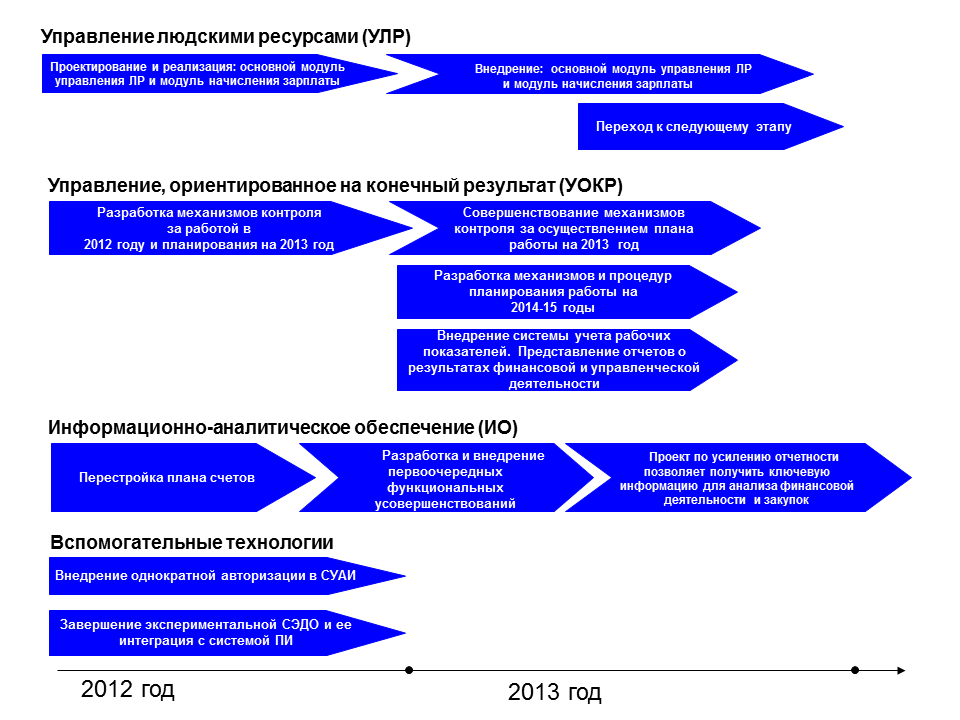 Управление людскими ресурсами (УЛР)
Проектирование и реализация: основной модуль
управления ЛР и модуль начисления зарплаты
Внедрение: основной модуль управления ЛР
и модуль начисления зарплаты
Переход к следующему этапу
Управление, ориентированное на конечный результат (УОКР)
Разработка механизмов контроля
за работой в
2012 году и планирования на 2013 год
Совершенствование механизмов
контроля за осуществлением плана
работы на 2013 год
Разработка механизмов и процедур
планирования работы на
2014-15 годы
Внедрение системы учета рабочих
показателей. Представление отчетов о
результатах финансовой и управленческой
деятельности
Информационно-аналитическое обеспечение (ИО)
Перестройка плана счетов
Разработка и внедрение
первоочередных
функциональных
усовершенствований
Проект по усилению отчетности
позволяет получить ключевую
информацию для анализа финансовой
деятельности и закупок
Вспомогательные технологии
Внедрение однократной авторизации в СУАИ
Завершение экспериментальной СЭДО и ее
интеграция с системой ПИ
2012 год
2013 год